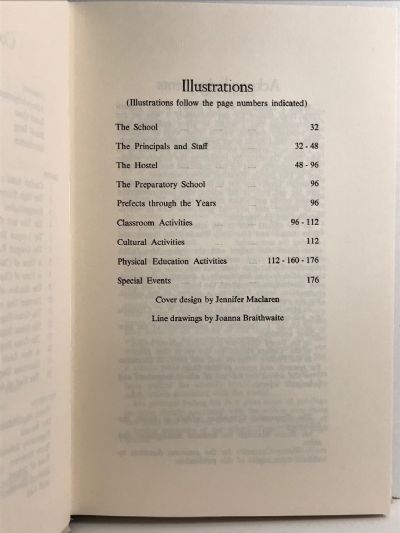 Illustrations
(Illustrations follow the page numbers indicated)
The School ... ... ... 32
The Principals and Staff ... 32 - 48
The Hostel ... ... ... 48 - 96
The Preparatory School ... ... 96
Prefects through the Years ... 96
Classroom Activities ... 96 - 112
Cultural Activities ... ... 112
Physical Education Activities ... 112 - 160 - 176
Special Events ... ... ... 176
Cover design by Jennifer Maclaren
Line drawings by Joanna Braithwaite